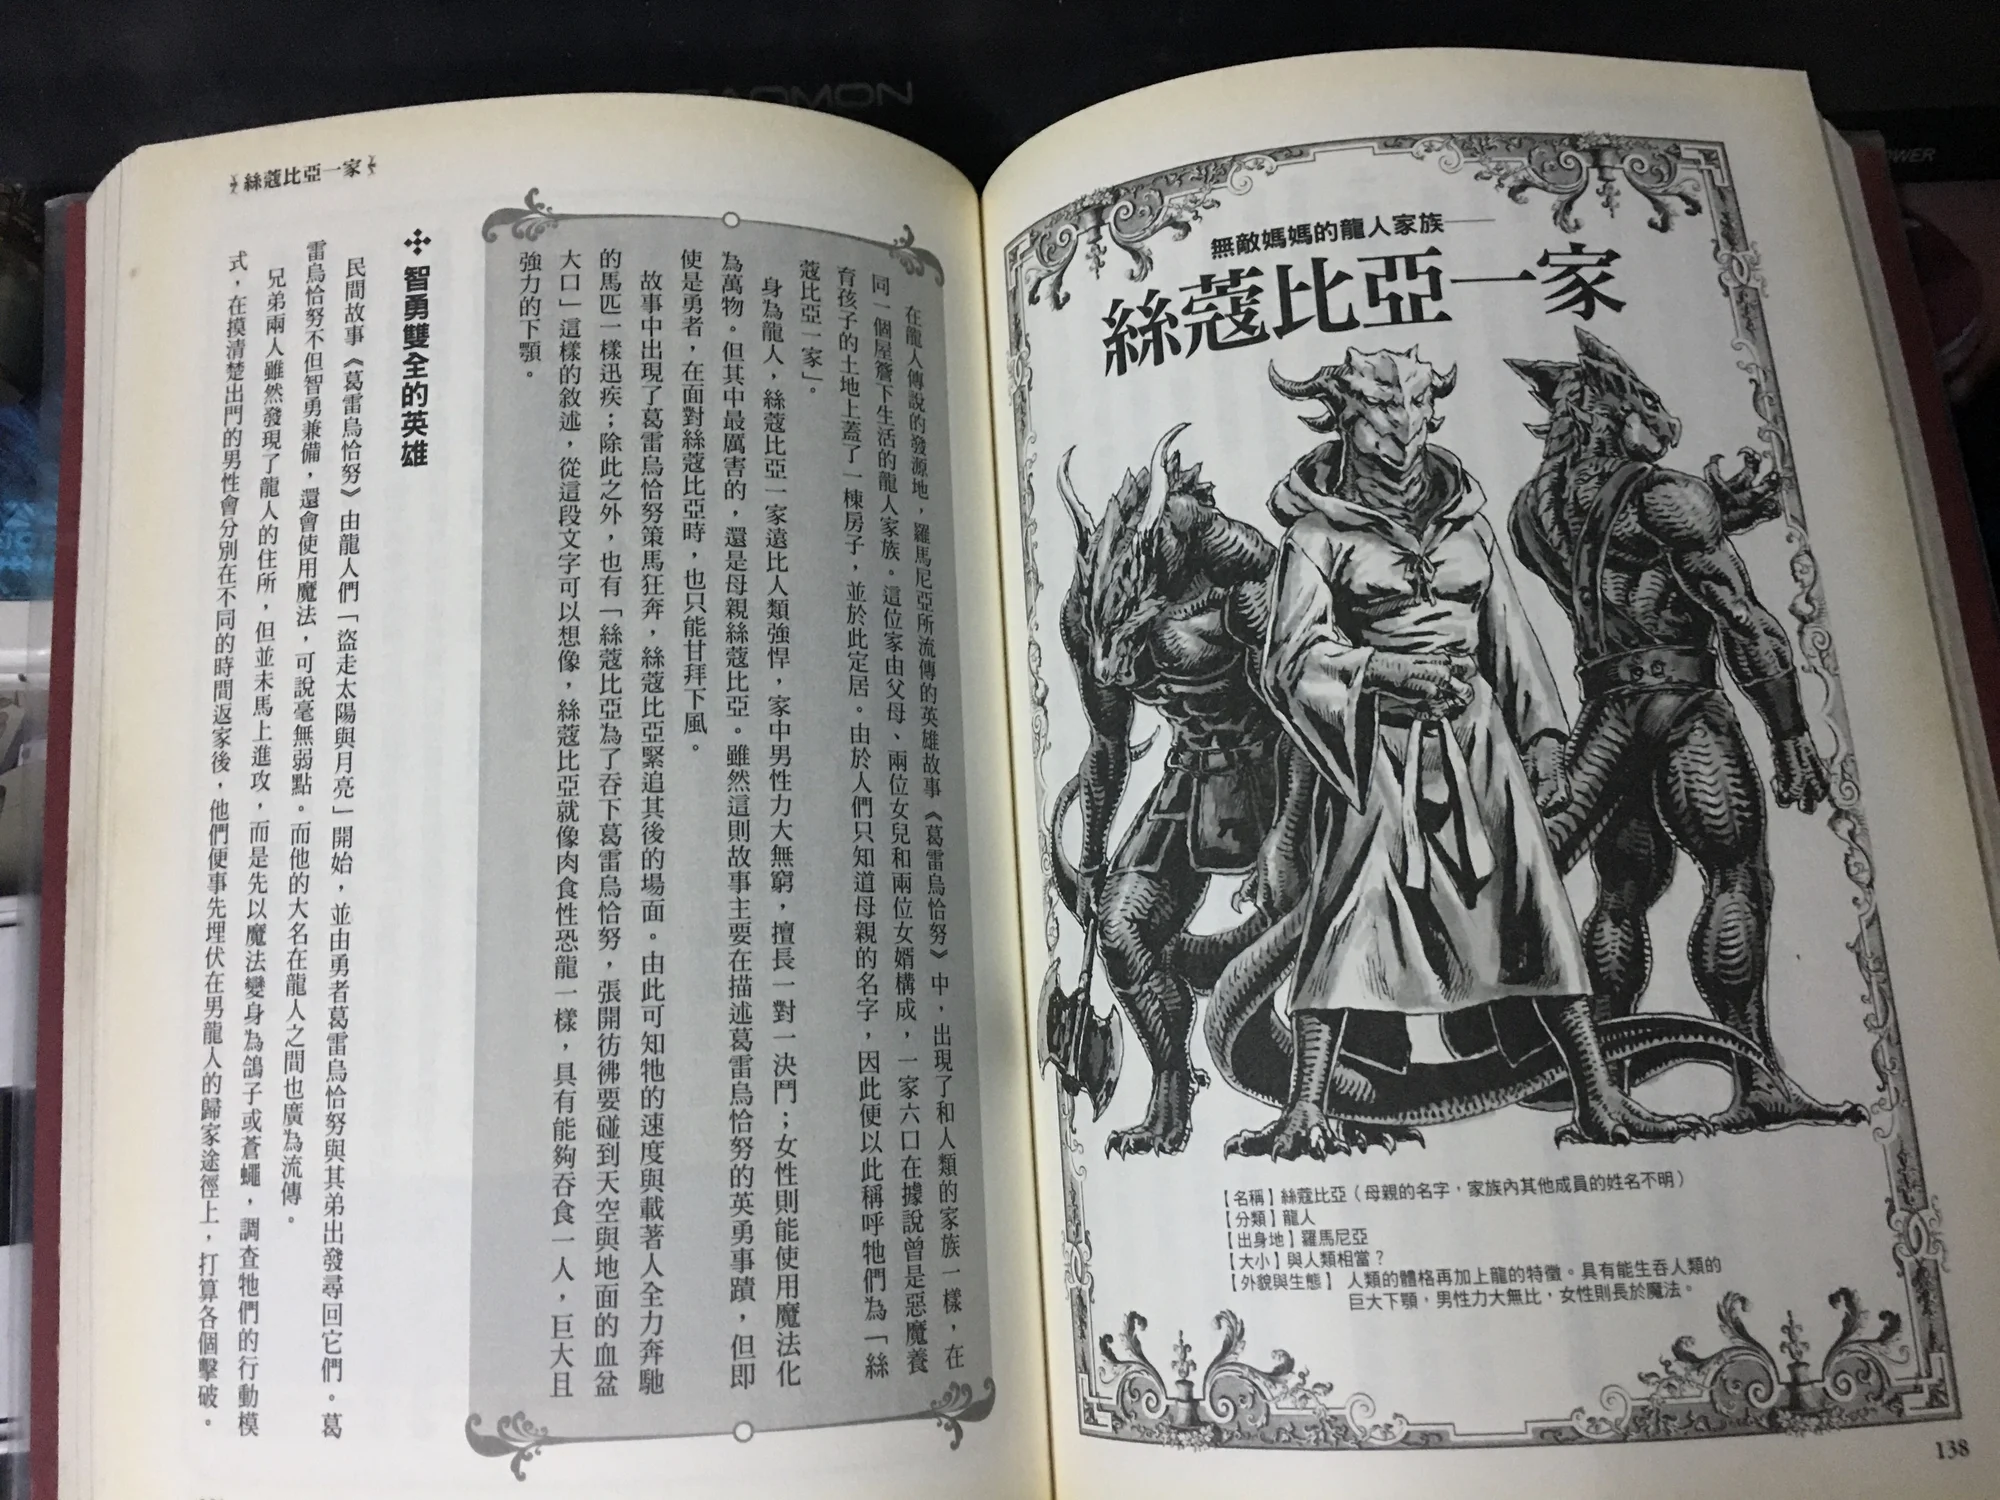 無敵媽媽的龍人家族——
絲蔻比亞一家
【名稱】絲蔻比亞（母親的名字，家族內其他成員的姓名不明）
【分類】龍人
【出身地】羅馬尼亞
【大小】與人類相當？
【外貌與生態】人類的體格再加上龍的特徵。具有能生吞人類的
巨大下顎，男性力大無比，女性則長於魔法。
138
在龍人傳說的發源地，羅馬尼亞所流傳的英雄故事《葛雷烏恰努》中，出現了和人類的家族一樣，在
同一個屋簷下生活的龍人家族。這位家由父母、兩位女兒和兩位女婿構成，一家六口在據說曾是惡魔養
育孩子的土地上蓋了一棟房子，並於此定居。由於人們只知道母親的名字，因此便以此稱呼牠們為「絲
蔻比亞一家」。
身為龍人，絲蔻比亞一家遠比人類強悍，家中男性力大無窮，擅長一對一決鬥；女性則能使用魔法化
為萬物。但其中最厲害的，還是母親絲蔻比亞。雖然這則故事主要在描述葛雷烏恰努的英勇事蹟，但即
使是勇者，在面對絲蔻比亞時，也只能甘拜下風。
故事中出現了葛雷烏恰努策馬狂奔，絲蔻比亞緊追其後的場面。由此可知牠的速度與載著人全力奔馳
的馬匹一樣迅疾；除此之外，也有「絲蔻比亞為了吞下葛雷烏恰努，張開彷彿要碰到天空與地面的血盆
大口」這樣的敘述，從這段文字可以想像，絲蔻比亞就像肉食性恐龍一樣，具有能夠吞食一人，巨大且
強力的下顎。
智勇雙全的英雄
民間故事《葛雷烏恰努》由龍人們「盜走太陽與月亮」開始，並由勇者葛雷烏恰努與其弟出發尋回它們。葛
雷烏恰努不但智勇兼備，還會使用魔法，可說毫無弱點。而他的大名在龍人之間也廣為流傳。
兄弟兩人雖然發現了龍人的住所，但並未馬上進攻，而是先以魔法變身為鴿子或蒼蠅，調查牠們的行動模
式，在摸清楚出門的男性會分別在不同的時間返家後，他們便事先埋伏在男龍人的歸家途徑上，打算各個擊破。
絲蔻比亞一家